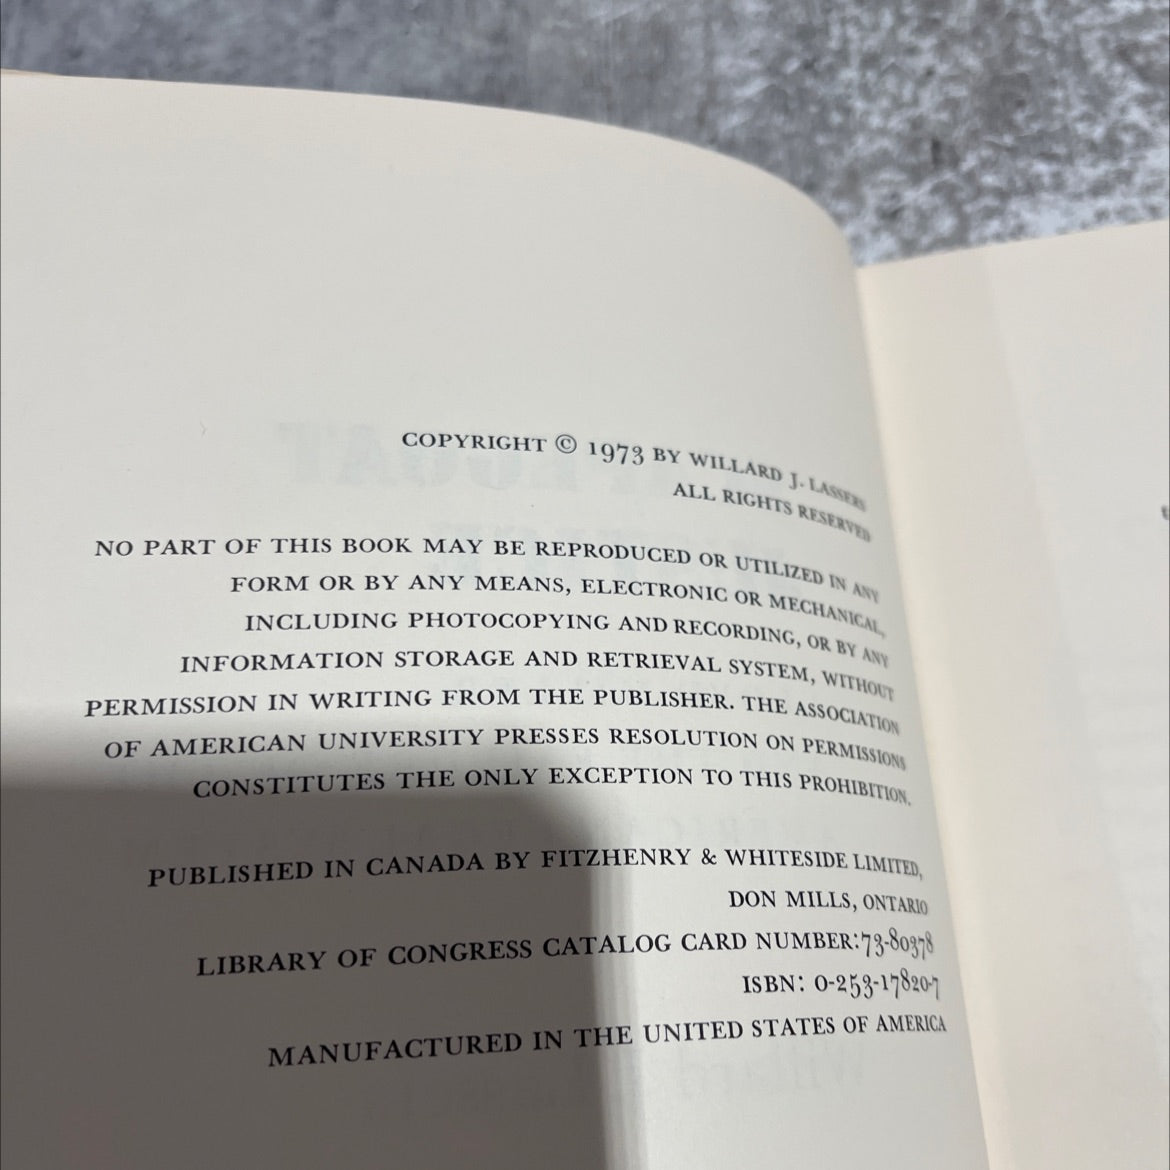 COPYRIGHT © 1973 BY WILLARD J. LASSERS
ALL RIGHTS RESERVED
NO PART OF THIS BOOK MAY BE REPRODUCED OR UTILIZED IN ANY
FORM OR BY ANY MEANS, ELECTRONIC OR MECHANICAL,
INCLUDING PHOTOCOPYING AND RECORDING, OR BY ANY
INFORMATION STORAGE AND RETRIEVAL SYSTEM, WITHOUT
PERMISSION IN WRITING FROM THE PUBLISHER. THE ASSOCIATION
OF AMERICAN UNIVERSITY PRESSES RESOLUTION ON PERMISSIONS
CONSTITUTES THE ONLY EXCEPTION TO THIS PROHIBITION.
PUBLISHED IN CANADA BY FITZHENRY & WHITESIDE LIMITED,
DON MILLS, ONTARIO
LIBRARY OF CONGRESS CATALOG CARD NUMBER:73-80378
ISBN: 0-253-17820-7
MANUFACTURED IN THE UNITED STATES OF AMERICA